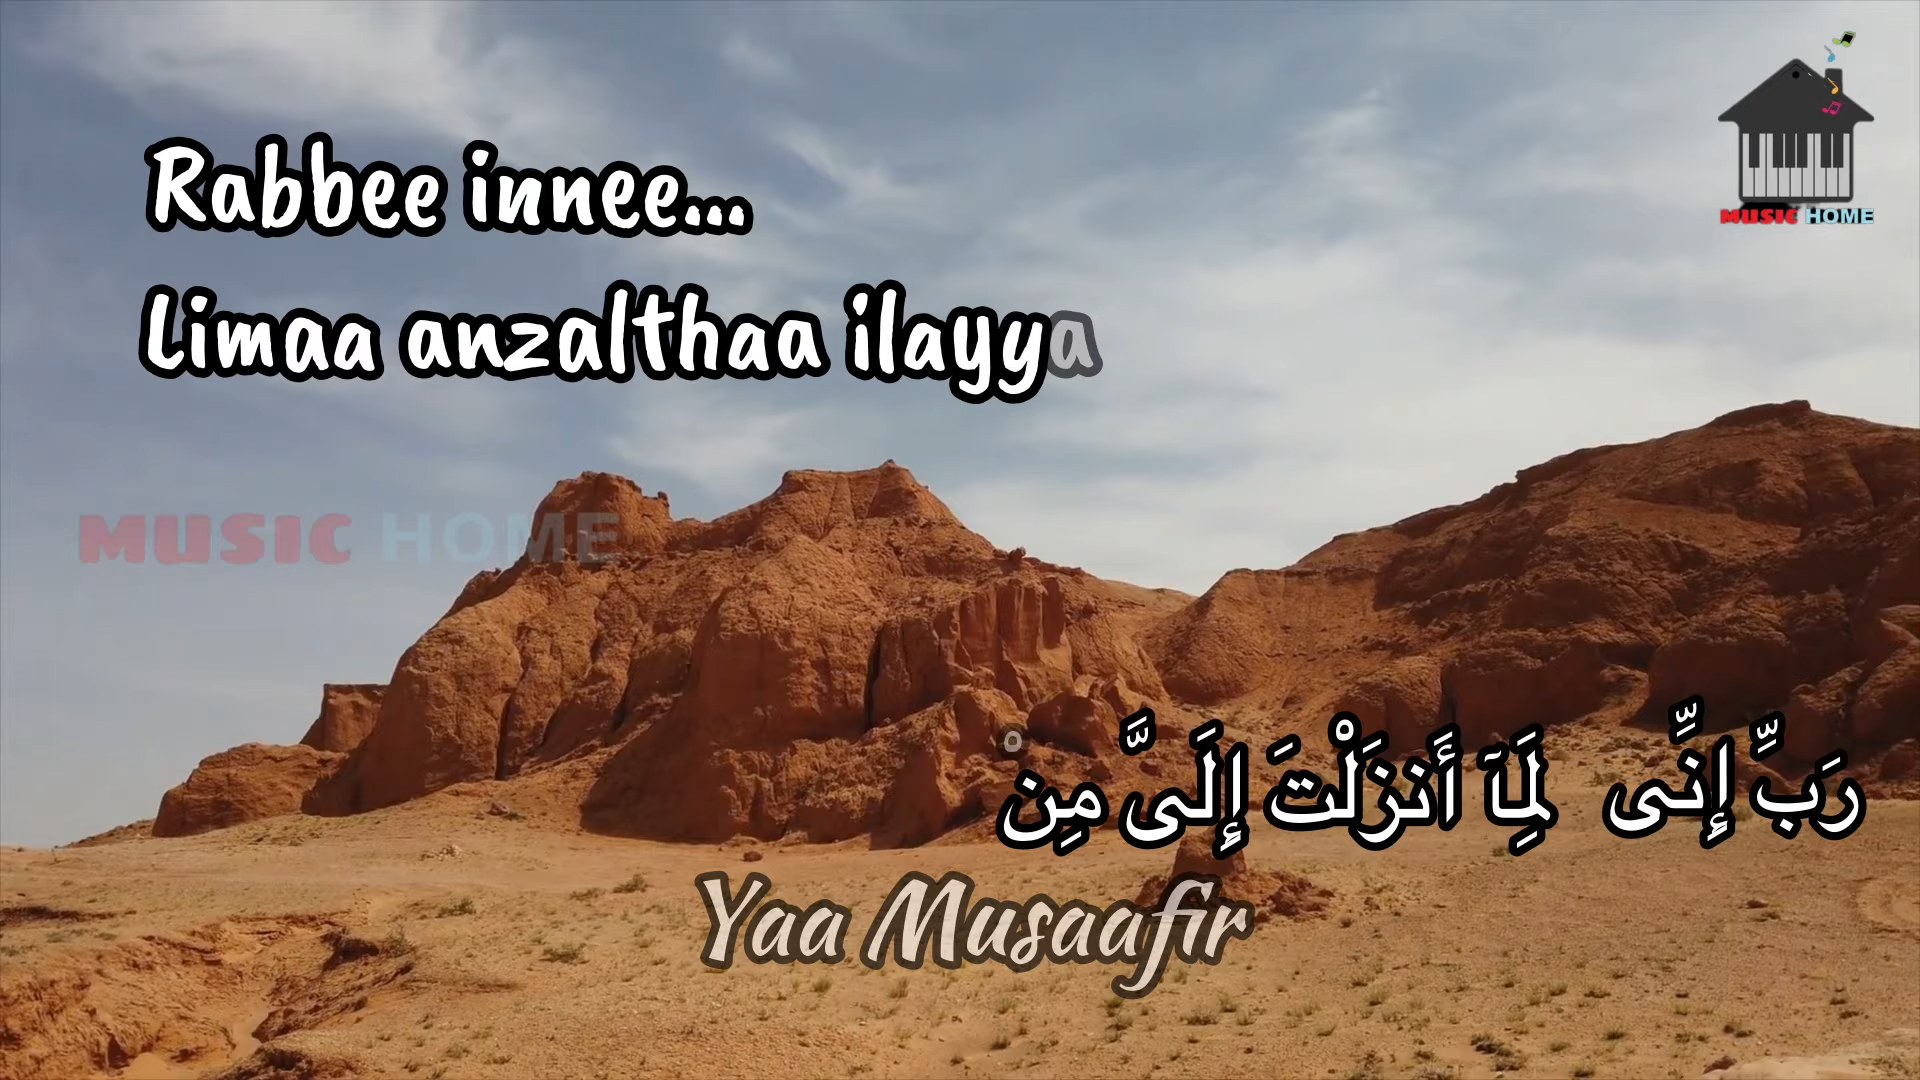 Rabbee innee...
Limaa anzalthaa ilayya
MUSIC HOME
MUSIC HOME
رَبِّ إِنِّى لِمَآ أَنزَلْتَ إِلَىَّ مِنْ
Yaa Musaafir